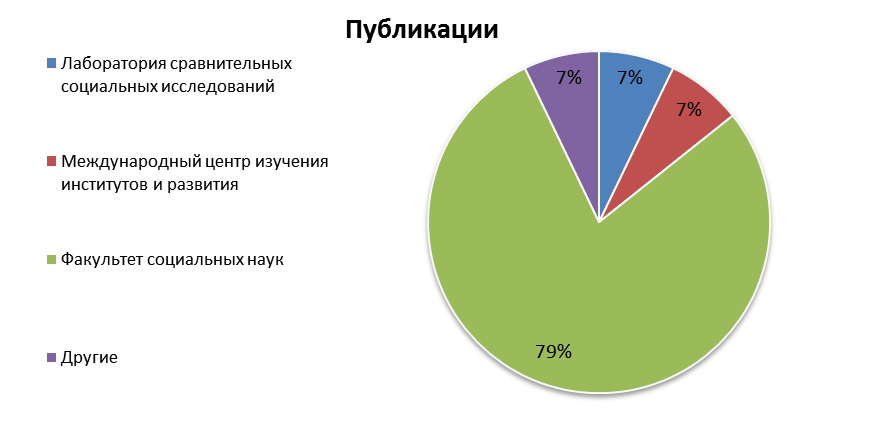 Публикации
Лаборатория сравнительных
социальных исследований
Международный центр изучения
институтов и развития
Факультет социальных наук
Другие
7%
7%
7%
79%